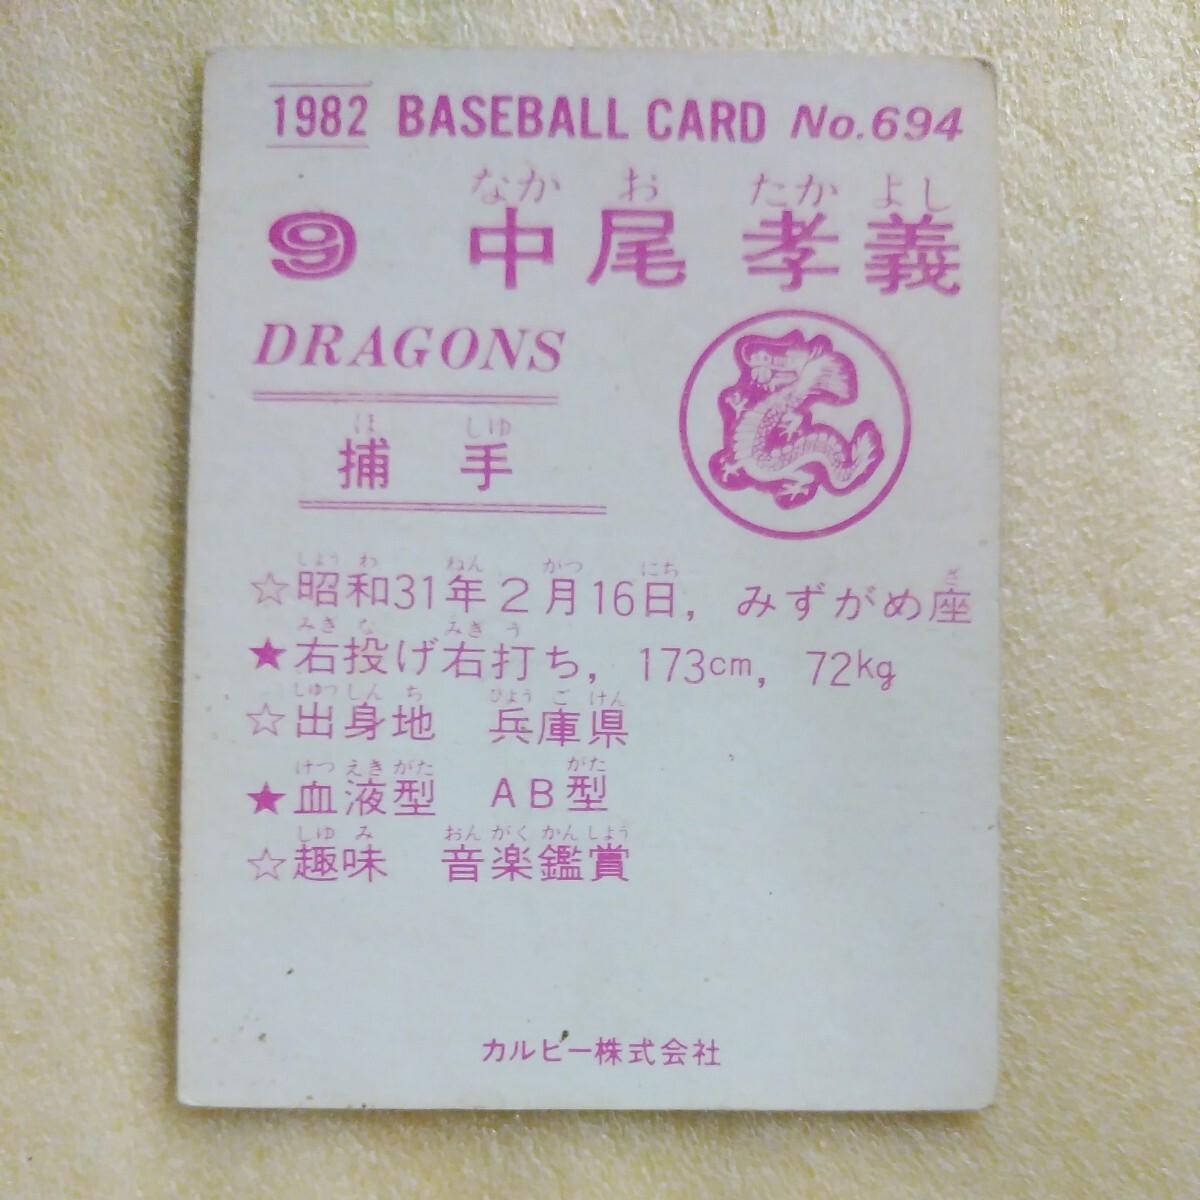 1982 BASEBALL CARD No.694
なか お たか よし
9 中尾 孝義
DRAGONS
ほ しゅ
捕 手
しょう わ ねん がつ にち ざ
☆昭和31年2月16日, みずがめ座
みぎ な みぎ う
★右投げ右打ち, 173cm, 72kg
しゅっ しん ち ひょう ご けん
☆出身地 兵庫県
けつ えき がた がた
★血液型 AB型
しゅ み おん がく かん しょう
☆趣味 音楽鑑賞
カルビー株式会社